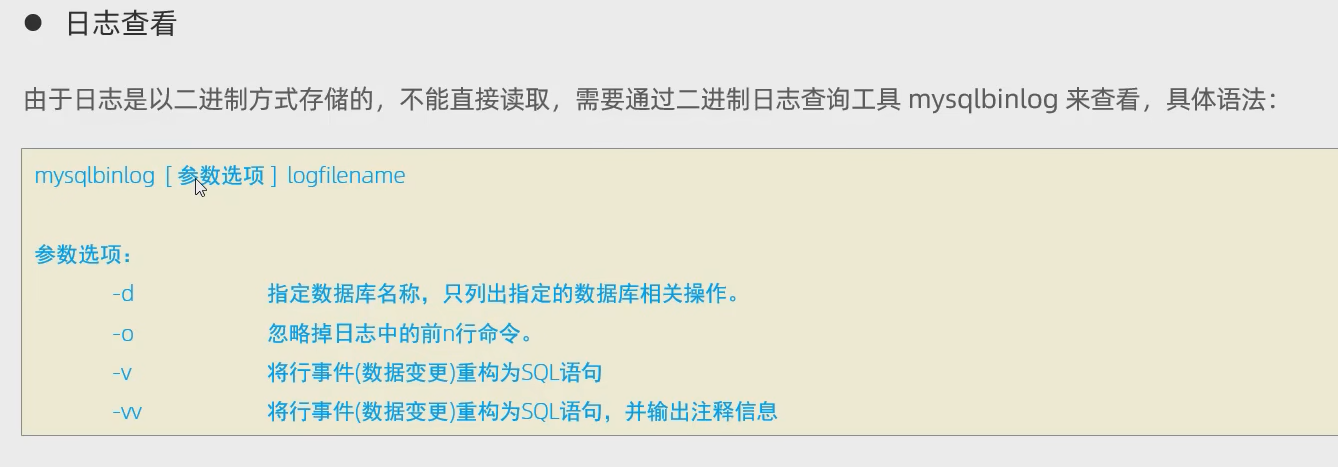 ● 日志查看
由于日志是以二进制方式存储的，不能直接读取，需要通过二进制日志查询工具 mysqlbinlog 来查看，具体语法：
mysqlbinlog [ 参数选项 ] logfilename
参数选项：
-d 指定数据库名称，只列出指定的数据库相关操作。
-o 忽略掉日志中的前n行命令。
-v 将行事件(数据变更)重构为SQL语句
-vv 将行事件(数据变更)重构为SQL语句，并输出注释信息